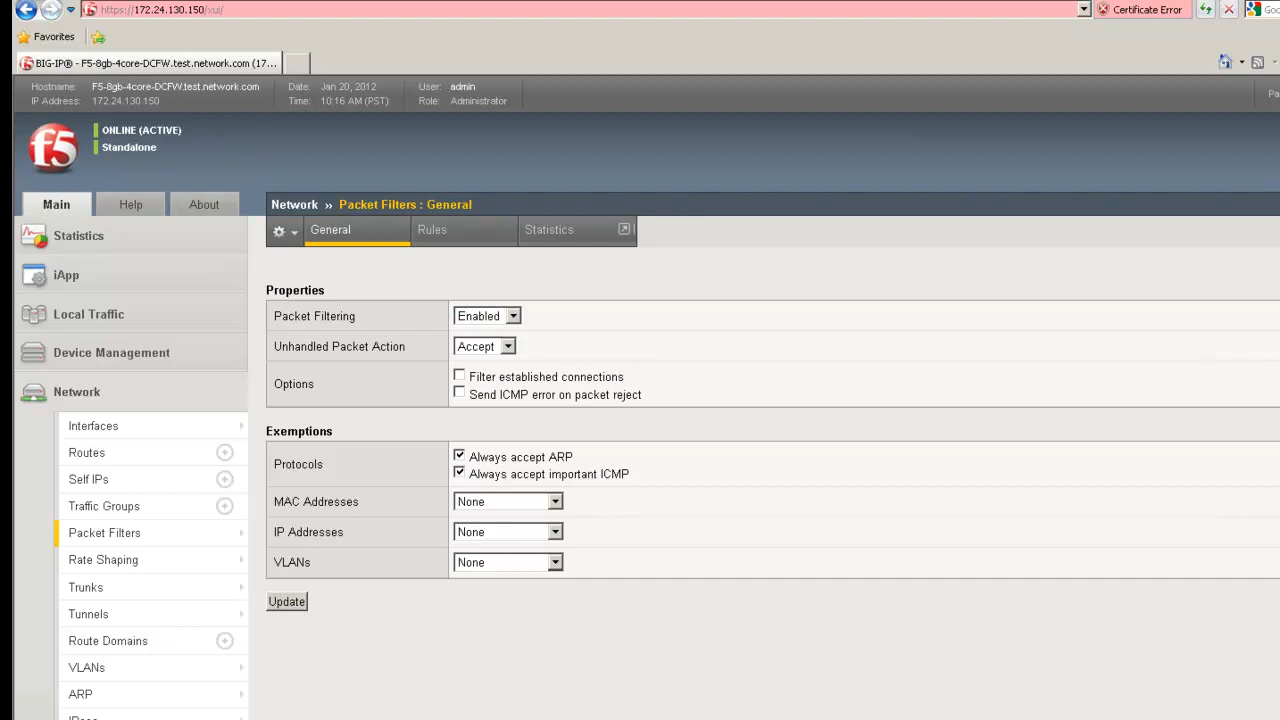 https://172.24.130.150/xui/
Certificate Error
Favorites
BIG-IP® - F5-8gb-4core-DCFW.test.network.com (17...
Hostname: F5-8gb-4core-DCFW.test.network.com Date: Jan 20, 2012 User: admin
IP Address: 172.24.130.150 Time: 10:16 AM (PST) Role: Administrator
f5
ONLINE (ACTIVE)
Standalone
Main Help About
Network » Packet Filters : General
General Rules Statistics
Statistics
iApp
Local Traffic
Device Management
Network
Interfaces
Routes
Self IPs
Traffic Groups
Packet Filters
Rate Shaping
Trunks
Tunnels
Route Domains
VLANs
ARP
Properties
Packet Filtering Enabled
Unhandled Packet Action Accept
Options Filter established connections
Send ICMP error on packet reject
Exemptions
Protocols Always accept ARP
Always accept important ICMP
MAC Addresses None
IP Addresses None
VLANs None
Update